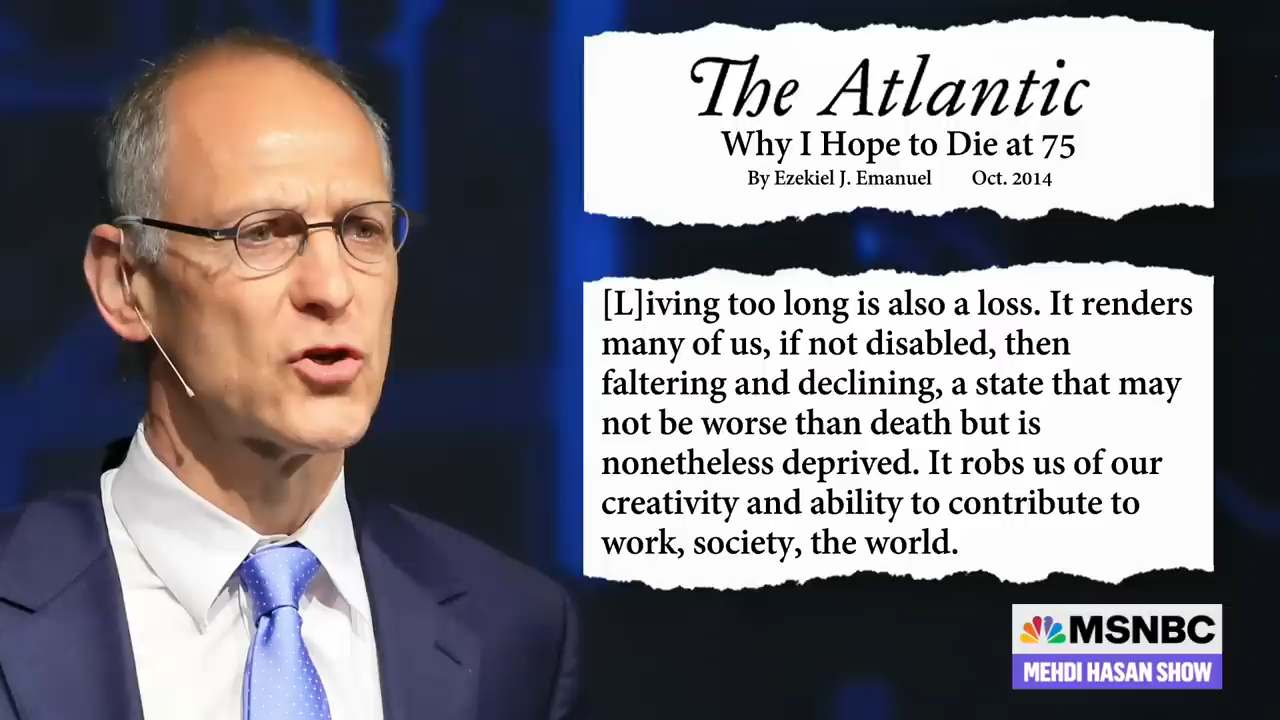 The Atlantic
Why I Hope to Die at 75
By Ezekiel J. Emanuel Oct. 2014
[L]iving too long is also a loss. It renders
many of us, if not disabled, then
faltering and declining, a state that may
not be worse than death but is
nonetheless deprived. It robs us of our
creativity and ability to contribute to
work, society, the world.
MSNBC
MEHDI HASAN SHOW